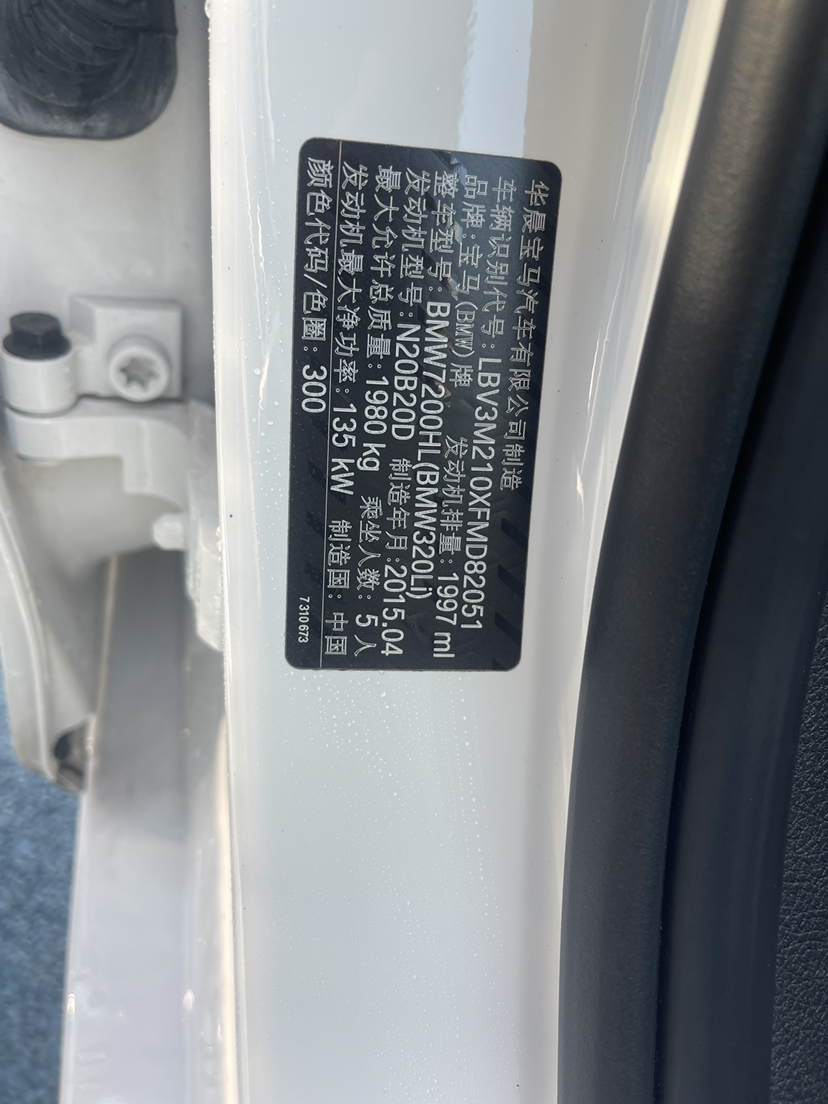 华晨宝马汽车有限公司制造
车辆识别代号:LBV3M210XFMD82051
品牌:宝马(BMW)牌 发动机排量:1997 ml
整车型号:BMW7200HL(BMW320Li)
发动机型号:N20B20D 制造年月:2015.04
最大允许总质量:1980 kg 乘坐人数:5人
发动机最大净功率:135 kW 制造国:中国
颜色代码/色圈:300 7310673